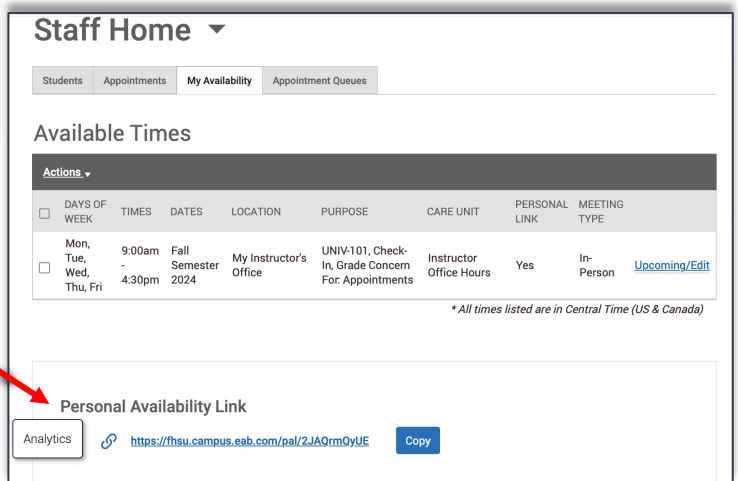 Staff Home
Students Appointments My Availability Appointment Queues
Available Times
Actions
DAYS OF WEEK TIMES DATES LOCATION PURPOSE CARE UNIT PERSONAL LINK MEETING TYPE
Mon, Tue, Wed, Thu, Fri 9:00am - 4:30pm Fall Semester 2024 My Instructor's Office UNIV-101, Check-In, Grade Concern For: Appointments Instructor Office Hours Yes In-Person Upcoming/Edit
* All times listed are in Central Time (US & Canada)
Personal Availability Link
Analytics https://fhsu.campus.eab.com/pal/2JAQrmQyUE Copy